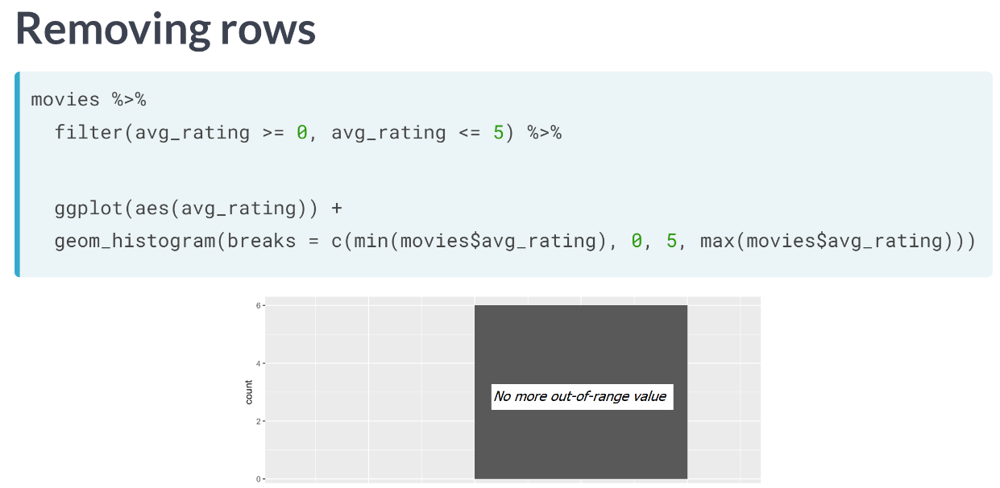 Removing rows
movies %>%
filter(avg_rating >= 0, avg_rating <= 5) %>%
ggplot(aes(avg_rating)) +
geom_histogram(breaks = c(min(movies$avg_rating), 0, 5, max(movies$avg_rating)))
6
4
count
No more out-of-range value
2
0